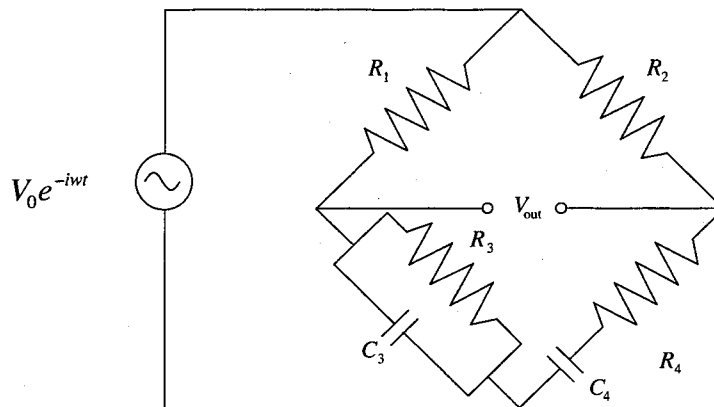 R₁
R₂
V₀e^{-iwt}
V_out
R₃
C₃
C₄
R₄